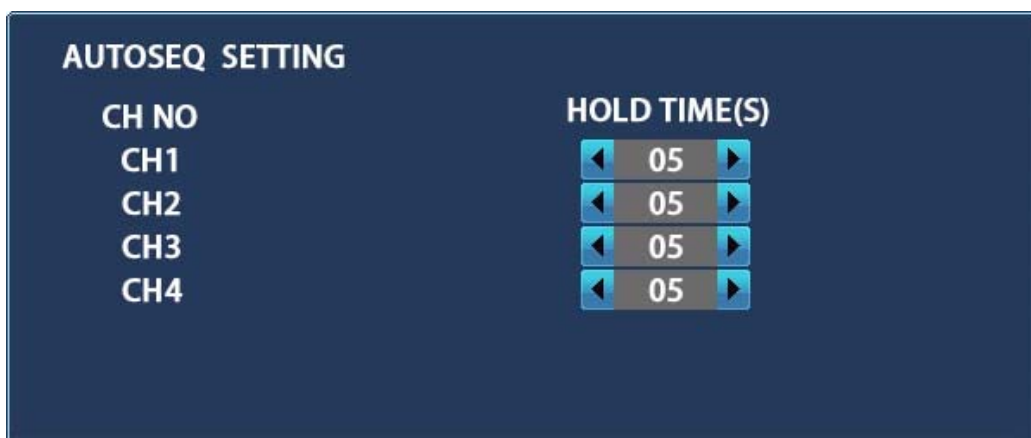 AUTOSEQ SETTING
CH NO HOLD TIME(S)
CH1 05
CH2 05
CH3 05
CH4 05